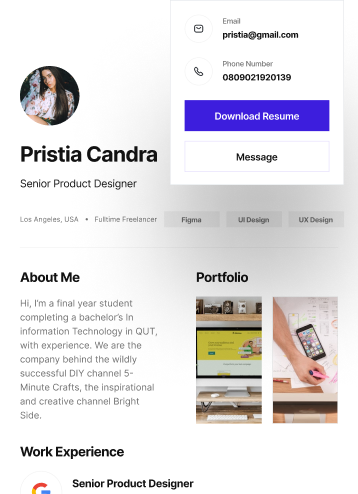 Email
pristia@gmail.com
Phone Number
0809021920139
Download Resume
Message
Pristia Candra
Senior Product Designer
Los Angeles, USA • Fulltime Freelancer
Figma
UI Design
UX Design
About Me
Hi, I'm a final year student
completing a bachelor's In
information Technology in QUT,
with experience. We are the
company behind the wildly
successful DIY channel 5-
Minute Crafts, the inspirational
and creative channel Bright
Side.
Portfolio
Work Experience
Senior Product Designer